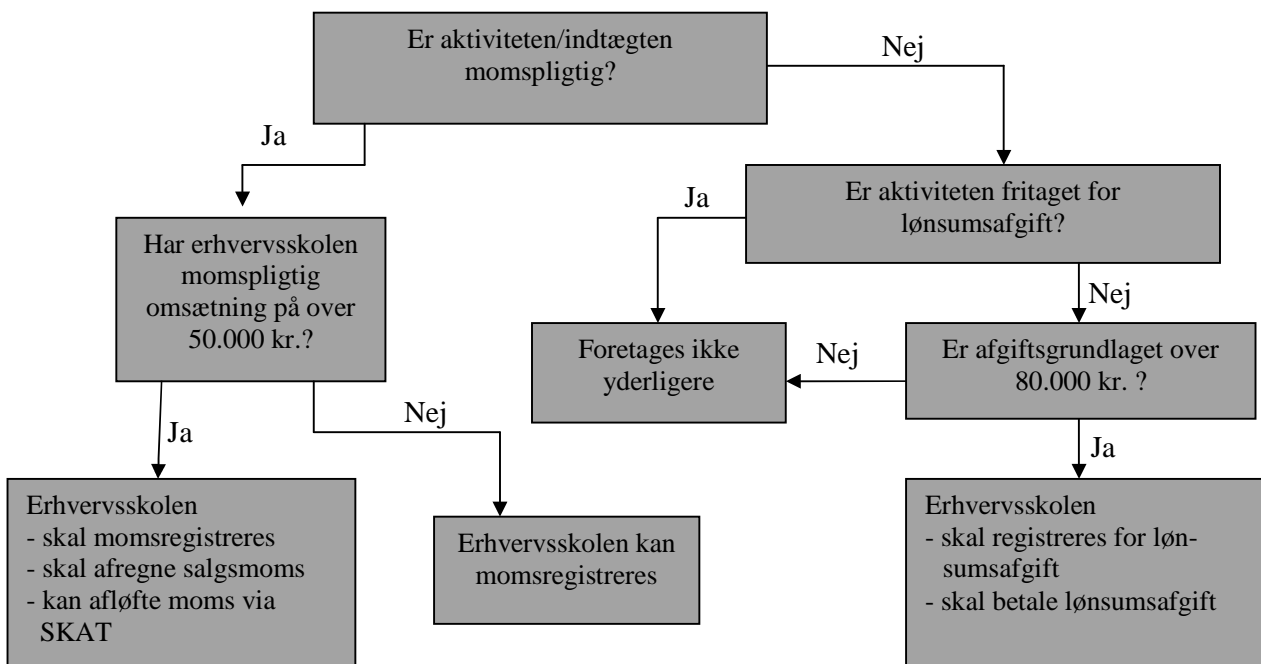 Er aktiviteten/indtægten
momspligtig?
Nej
Ja
Er aktiviteten fritaget for
lønsumsafgift?
Ja
Har erhvervsskolen
momspligtig
omsætning på over
50.000 kr.?
Nej
Foretages ikke
yderligere
Nej
Er afgiftsgrundlaget over
80.000 kr. ?
Ja
Nej
Ja
Erhvervsskolen
- skal momsregistreres
- skal afregne salgsmoms
- kan afløfte moms via
SKAT
Erhvervsskolen kan
momsregistreres
Erhvervsskolen
- skal registreres for løn-
sumsafgift
- skal betale lønsumsafgift